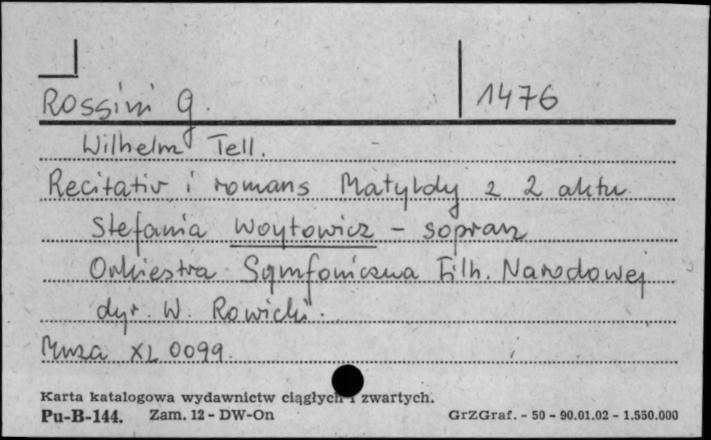 Rossini G. 1476
Wilhelm Tell.
Recitativ i romans Matyldy z 2 aktu
Stefania Woytowicz - sopran
Orkiestra Symfoniczna Filh. Narodowej
dyr. W. Rowicki.
Muza XL 0099.
Karta katalogowa wydawnictw ciągłych i zwartych.
Pu-B-144. Zam. 12 - DW-On GrZGraf. - 50 - 90.01.02 - 1.550.000